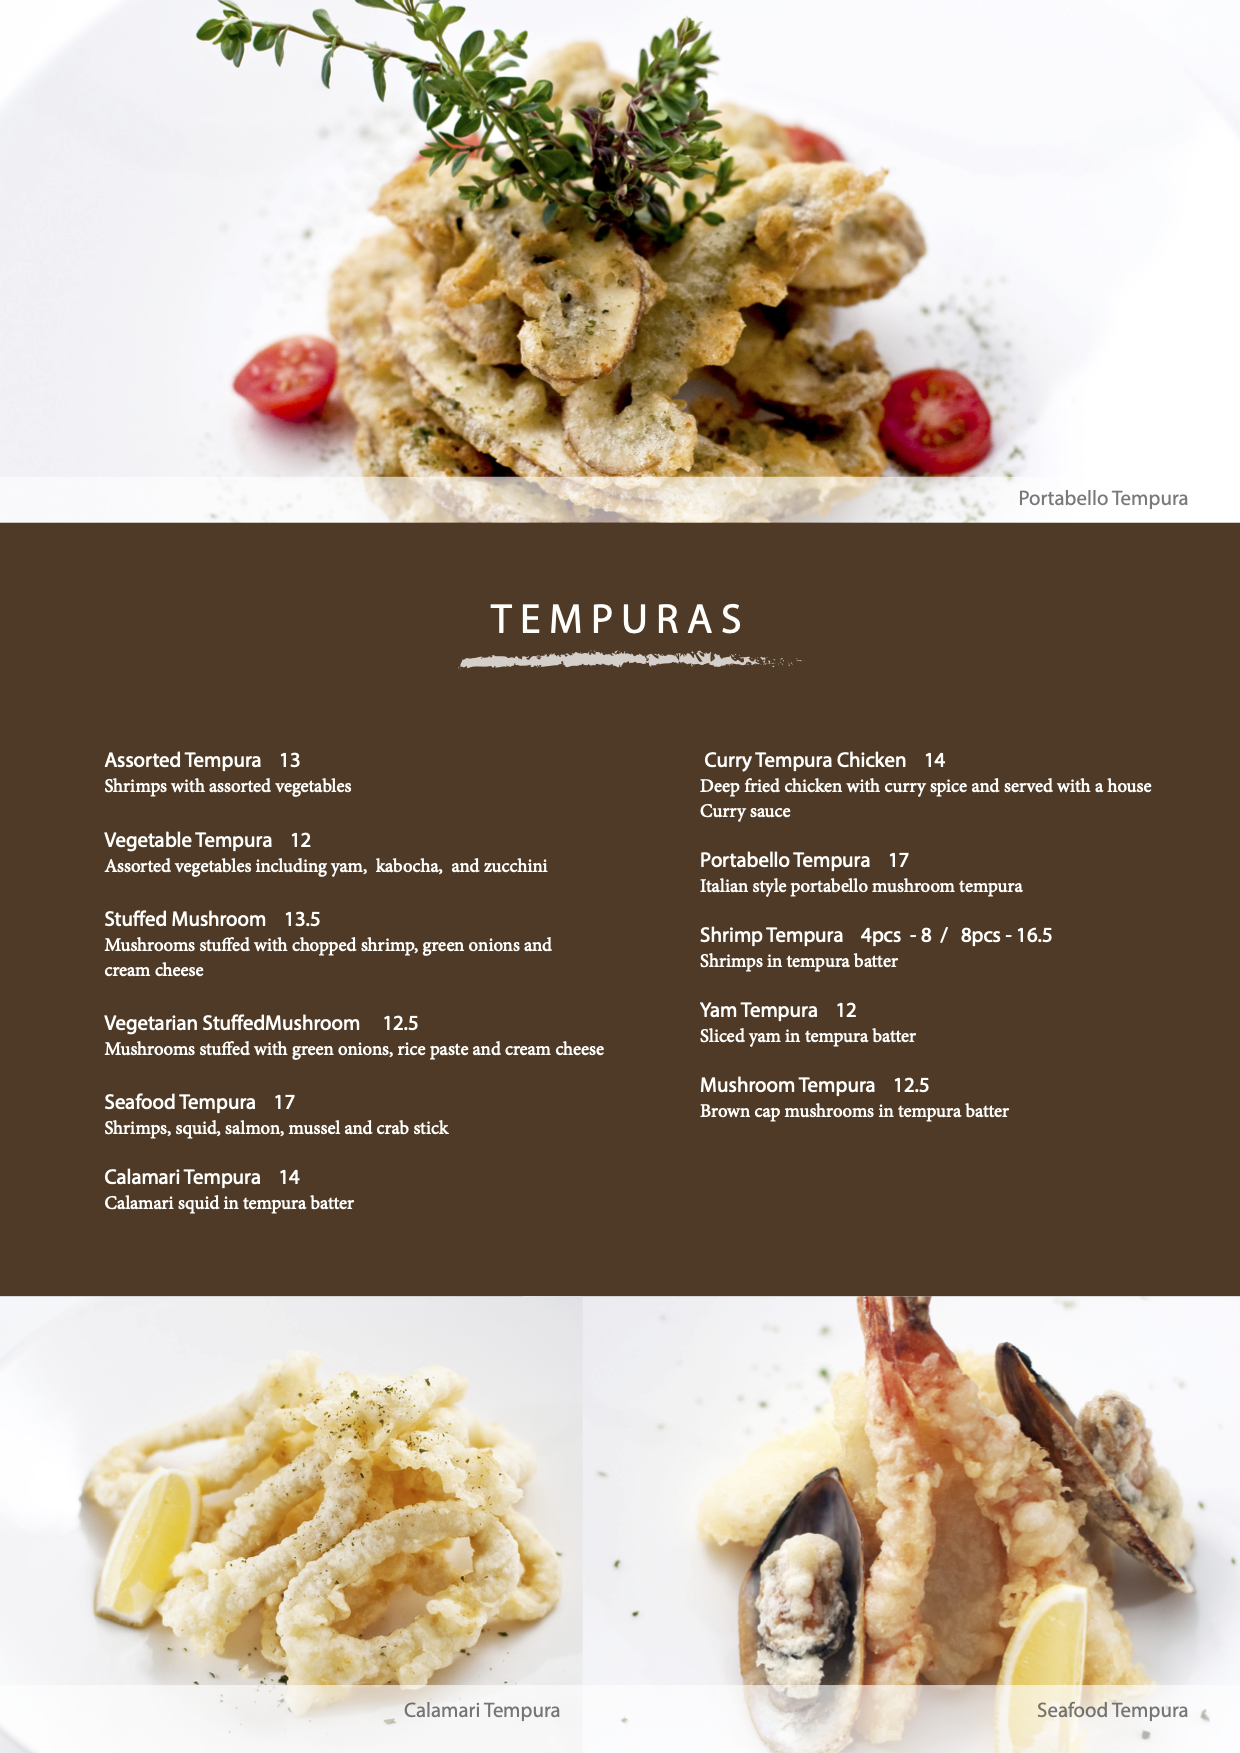 Portabello Tempura
TEMPURAS
Assorted Tempura 13
Shrimps with assorted vegetables
Vegetable Tempura 12
Assorted vegetables including yam, kabocha, and zucchini
Stuffed Mushroom 13.5
Mushrooms stuffed with chopped shrimp, green onions and
cream cheese
Vegetarian StuffedMushroom 12.5
Mushrooms stuffed with green onions, rice paste and cream cheese
Seafood Tempura 17
Shrimps, squid, salmon, mussel and crab stick
Calamari Tempura 14
Calamari squid in tempura batter
Curry Tempura Chicken 14
Deep fried chicken with curry spice and served with a house
Curry sauce
Portabello Tempura 17
Italian style portabello mushroom tempura
Shrimp Tempura 4pcs - 8 / 8pcs - 16.5
Shrimps in tempura batter
Yam Tempura 12
Sliced yam in tempura batter
Mushroom Tempura 12.5
Brown cap mushrooms in tempura batter
Calamari Tempura
Seafood Tempura